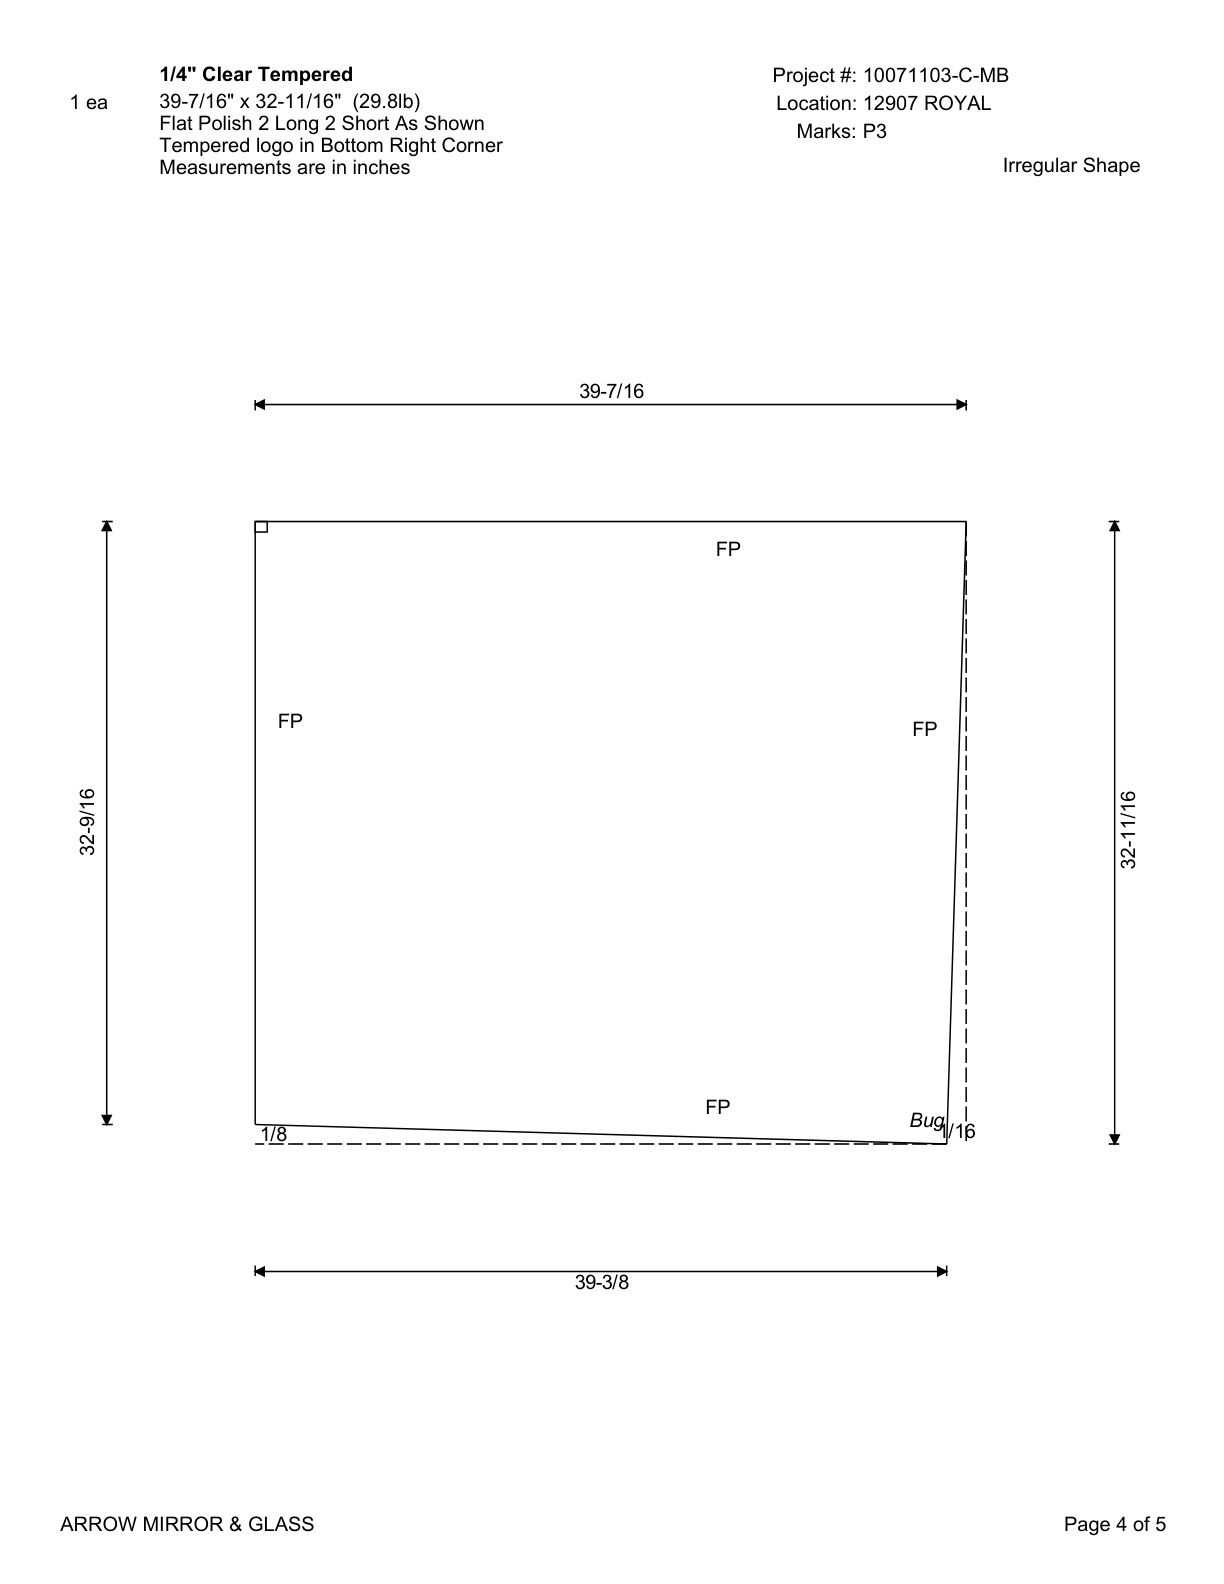 1/4" Clear Tempered
Project #: 10071103-C-MB
1 ea
39-7/16" x 32-11/16"  (29.8lb)
Location: 12907 ROYAL
Flat Polish 2 Long 2 Short As Shown
Marks: P3
Tempered logo in Bottom Right Corner
Measurements are in inches
Irregular Shape
39-7/16
FP
FP
FP
32-9/16
32-11/16
FP
Bug
1/16
1/8
39-3/8
ARROW MIRROR & GLASS
Page 4 of 5